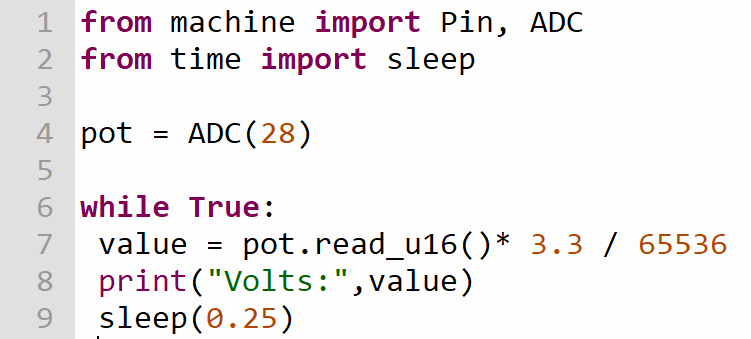 1 from machine import Pin, ADC
2 from time import sleep
3
4 pot = ADC(28)
5
6 while True:
7  value = pot.read_u16()* 3.3 / 65536
8  print("Volts:",value)
9  sleep(0.25)